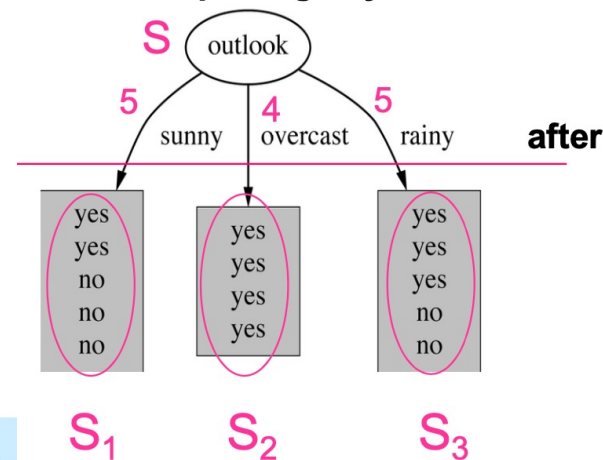 S outlook
5 4 5
sunny overcast rainy after
yes yes yes
yes yes yes
no yes yes
no yes no
no no
S₁ S₂ S₃